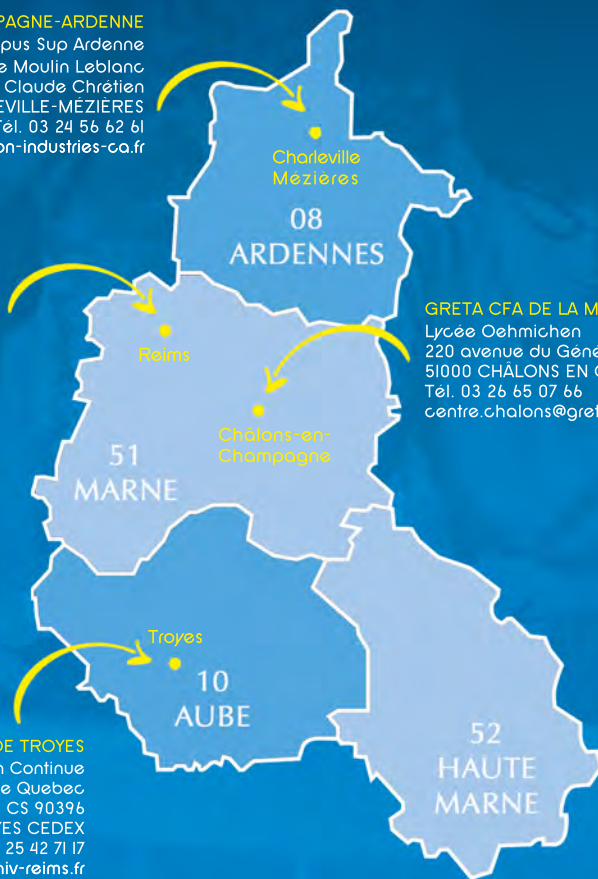 PAGNE-ARDENNE
pus Sup Ardenne
e Moulin Leblanc
Claude Chrétien
EVILLE-MÉZIÈRES
Tél. 03 24 56 62 61
on-industries-ca.fr
Charleville
Mézières
08
ARDENNES
Reims
GRETA CFA DE LA M
Lycée Oehmichen
220 avenue du Géné
51000 CHÂLONS EN C
Tél. 03 26 65 07 66
centre.chalons@gret
Châlons-en-
Champagne
51
MARNE
Troyes
10
AUBE
52
HAUTE
MARNE
DE TROYES
n Continue
e Quebec
CS 90396
YES CEDEX
25 42 71 17
niv-reims.fr